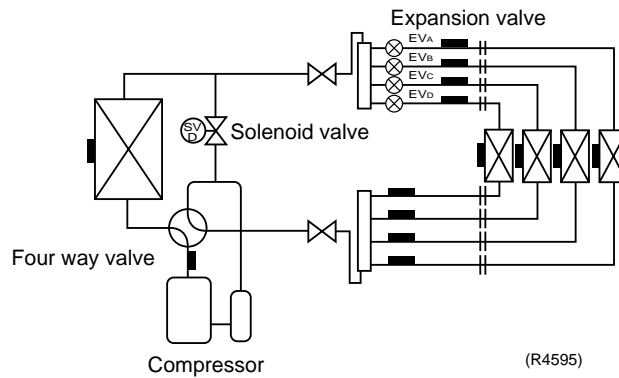 Expansion valve
EVA
EVB
EVC
EVD
SV
D
Solenoid valve
Four way valve
Compressor
(R4595)